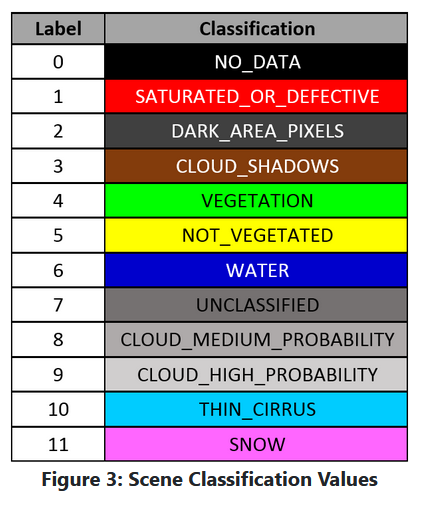 Label Classification
0 NO_DATA
1 SATURATED_OR_DEFECTIVE
2 DARK_AREA_PIXELS
3 CLOUD_SHADOWS
4 VEGETATION
5 NOT_VEGETATED
6 WATER
7 UNCLASSIFIED
8 CLOUD_MEDIUM_PROBABILITY
9 CLOUD_HIGH_PROBABILITY
10 THIN_CIRRUS
11 SNOW
Figure 3: Scene Classification Values